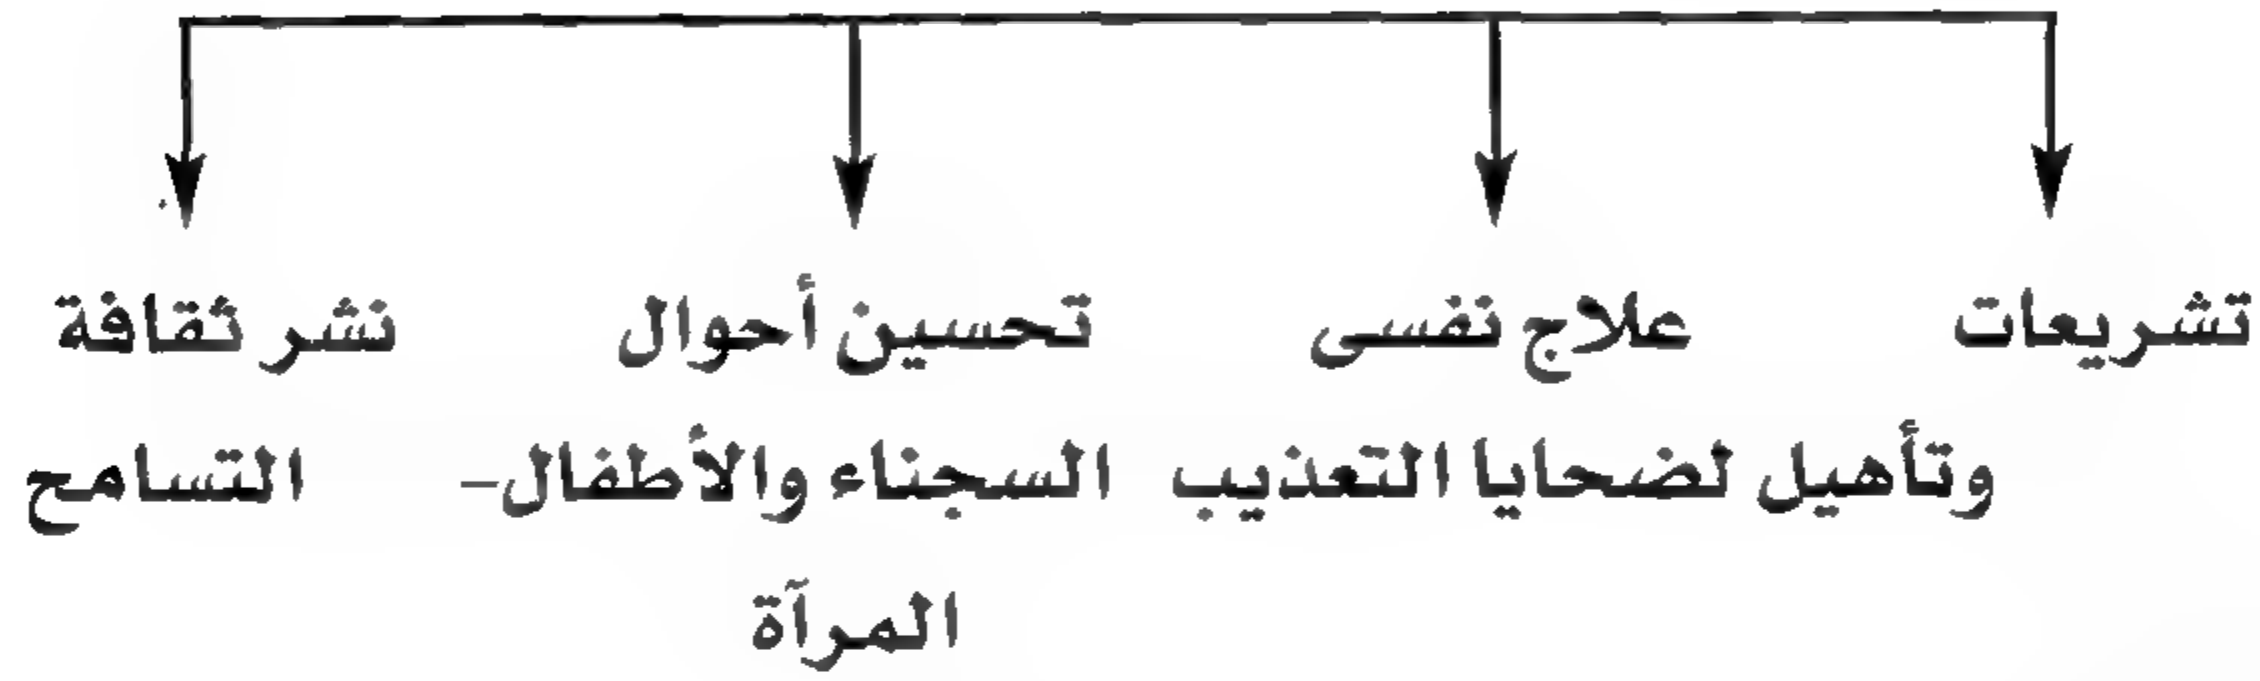 تشريعات
علاج نفسى
وتأهيل لضحايا التعذيب
تحسين أحوال
السجناء والأطفال-
المرآة
نشر ثقافة
التسامح